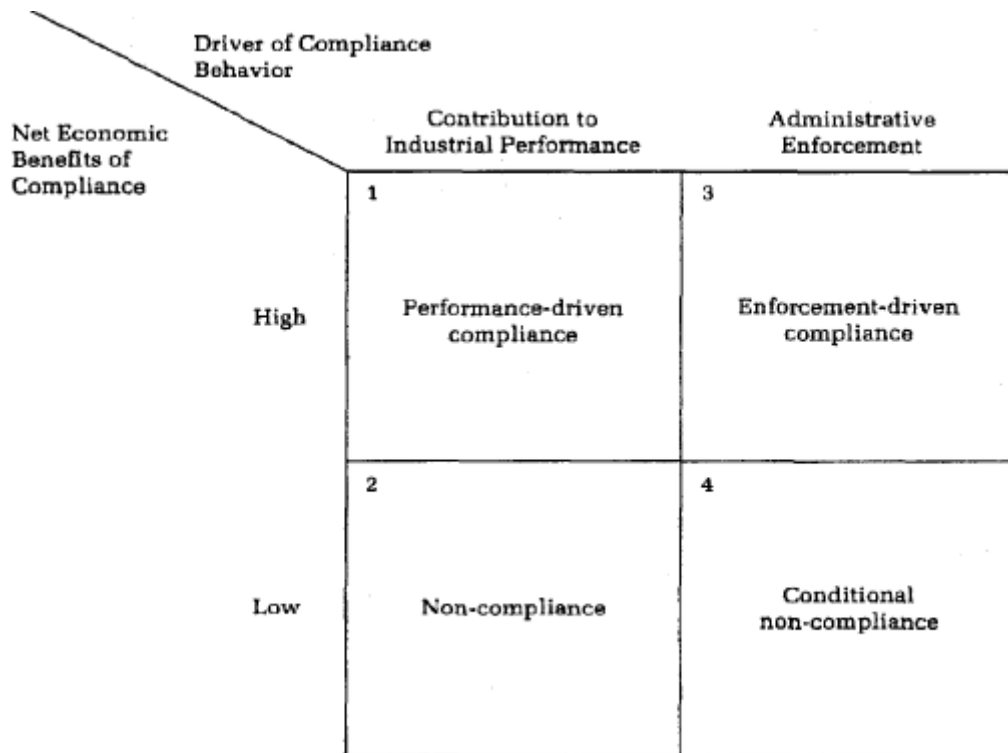 Driver of Compliance
Behavior
Net Economic
Benefits of
Compliance
Contribution to
Industrial Performance
Administrative
Enforcement
1
3
High
Performance-driven
compliance
Enforcement-driven
compliance
2
4
Low
Non-compliance
Conditional
non-compliance